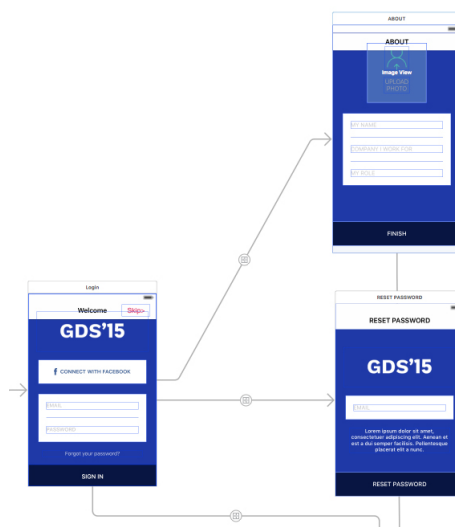 ABOUT
ABOUT
Image View
UPLOAD
PHOTO
MY NAME
COMPANY I WORK FOR
MY ROLE
FINISH
Login
Welcome
Skip>
GDS'15
f CONNECT WITH FACEBOOK
EMAIL
PASSWORD
Forgot your password?
SIGN IN
RESET PASSWORD
RESET PASSWORD
GDS'15
EMAIL
Lorem ipsum dolor sit amet,
consectetuer adipiscing elit. Aenean et
est a dui semper facilisis. Pellentesque
placerat elit a nunc.
RESET PASSWORD